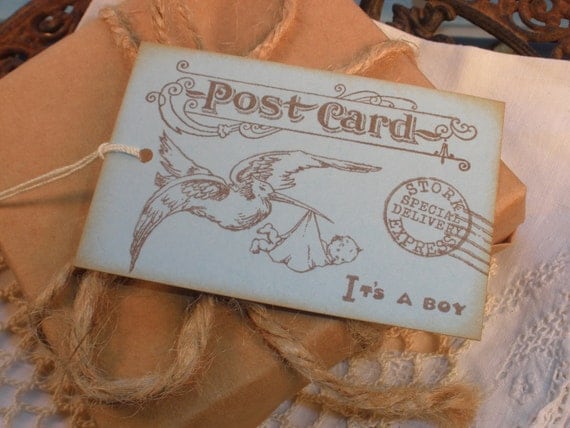 Post Card
STORK
SPECIAL
DELIVERY
EXPRESS
IT'S A BOY